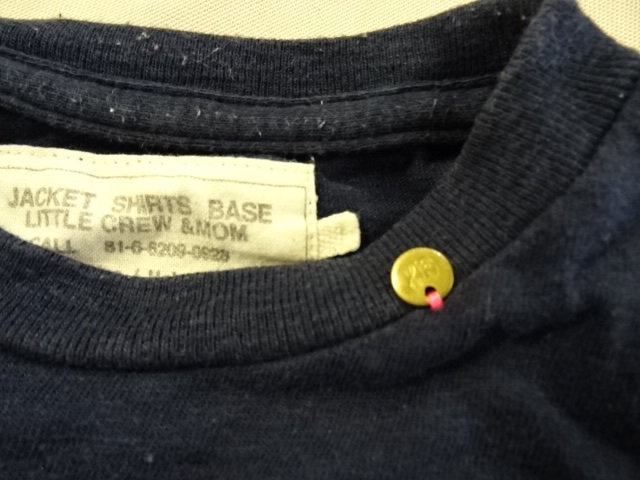 JACKET SHIRTS BASE
LITTLE CREW &MOM
CALL 81-6-6209-0928